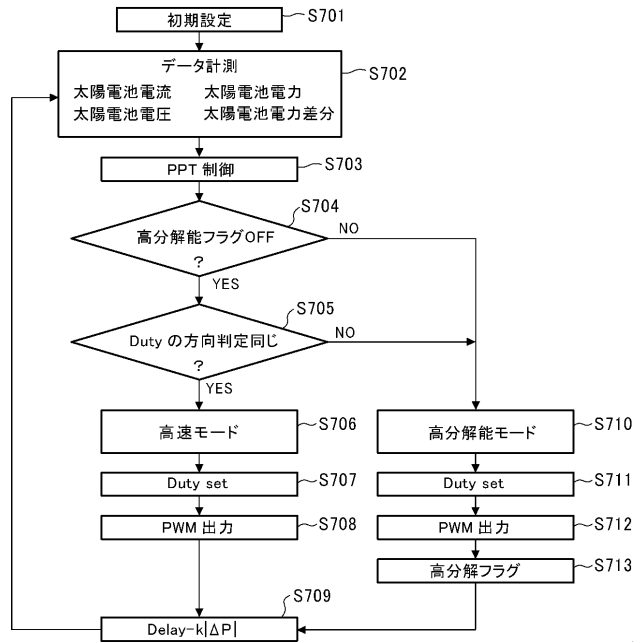 初期設定
S701
データ計測
太陽電池電流 太陽電池電力
太陽電池電圧 太陽電池電力差分
S702
PPT 制御
S703
S704
高分解能フラグOFF
?
NO
YES
S705
Duty の方向判定同じ
?
NO
YES
高速モード
S706
高分解能モード
S710
Duty set
S707
Duty set
S711
PWM 出力
S708
PWM 出力
S712
高分解フラグ
S713
S709
Delay-k|ΔP|